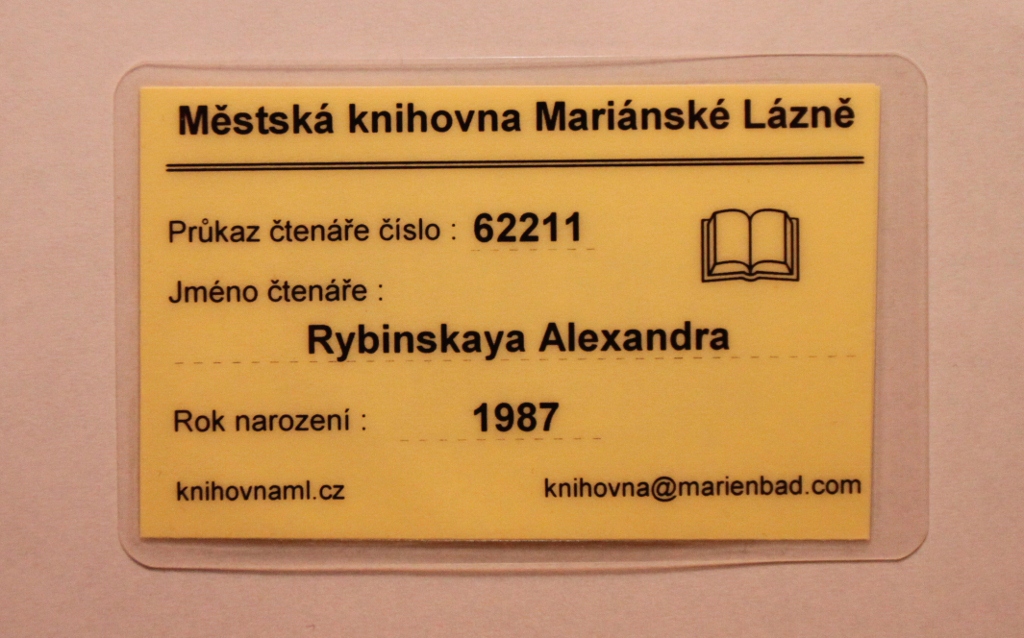 Městská knihovna Mariánské Lázně
Průkaz čtenáře číslo : 62211
Jméno čtenáře :
Rybinskaya Alexandra
Rok narození : 1987
knihovnaml.cz knihovna@marienbad.com